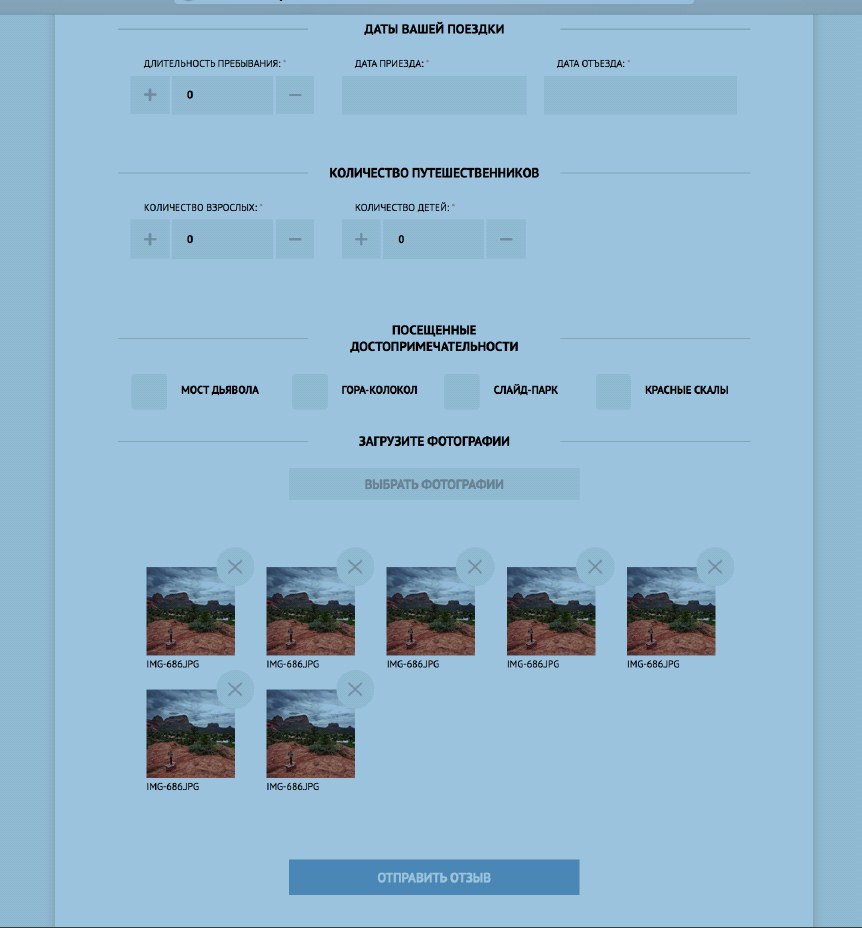 ДАТЫ ВАШЕЙ ПОЕЗДКИ
ДЛИТЕЛЬНОСТЬ ПРЕБЫВАНИЯ: * ДАТА ПРИЕЗДА: * ДАТА ОТЪЕЗДА: *
+ 0 −
КОЛИЧЕСТВО ПУТЕШЕСТВЕННИКОВ
КОЛИЧЕСТВО ВЗРОСЛЫХ: * КОЛИЧЕСТВО ДЕТЕЙ: *
+ 0 − + 0 −
ПОСЕЩЕННЫЕ
ДОСТОПРИМЕЧАТЕЛЬНОСТИ
МОСТ ДЬЯВОЛА ГОРА-КОЛОКОЛ СЛАЙД-ПАРК КРАСНЫЕ СКАЛЫ
ЗАГРУЗИТЕ ФОТОГРАФИИ
ВЫБРАТЬ ФОТОГРАФИИ
IMG-686.JPG IMG-686.JPG IMG-686.JPG IMG-686.JPG IMG-686.JPG
IMG-686.JPG IMG-686.JPG
ОТПРАВИТЬ ОТЗЫВ